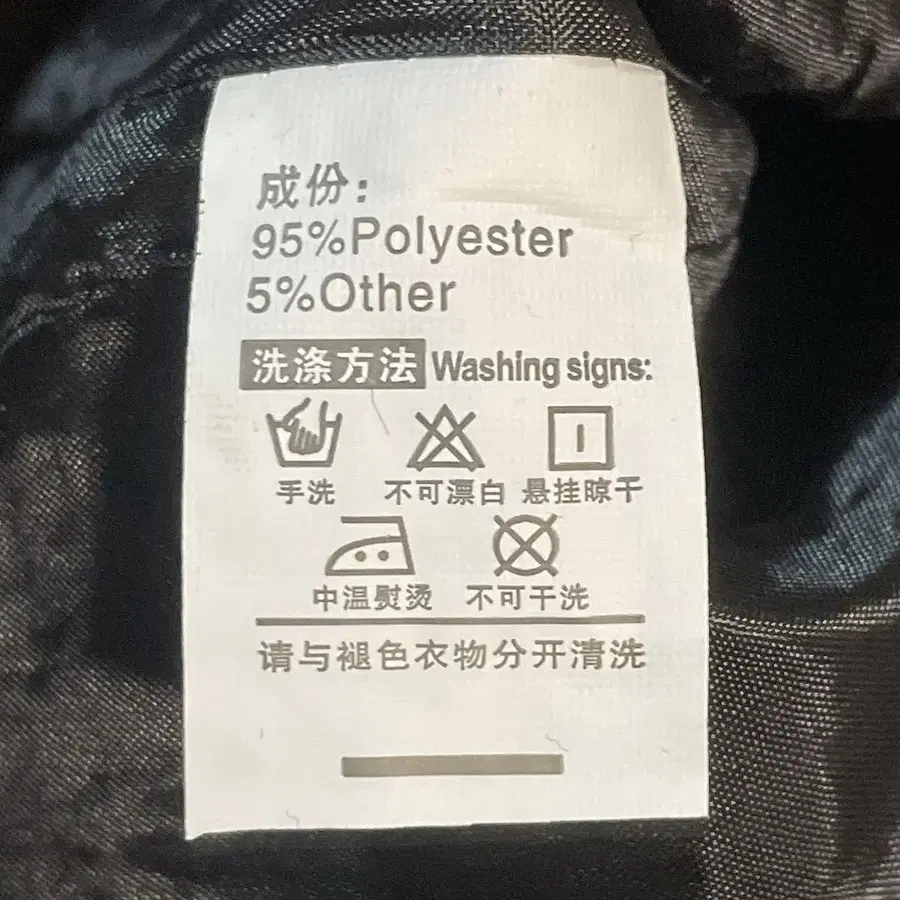 成份：
95%Polyester
5%Other
洗涤方法 Washing signs:
手洗 不可漂白 悬挂晾干
中温熨烫 不可干洗
请与褪色衣物分开清洗